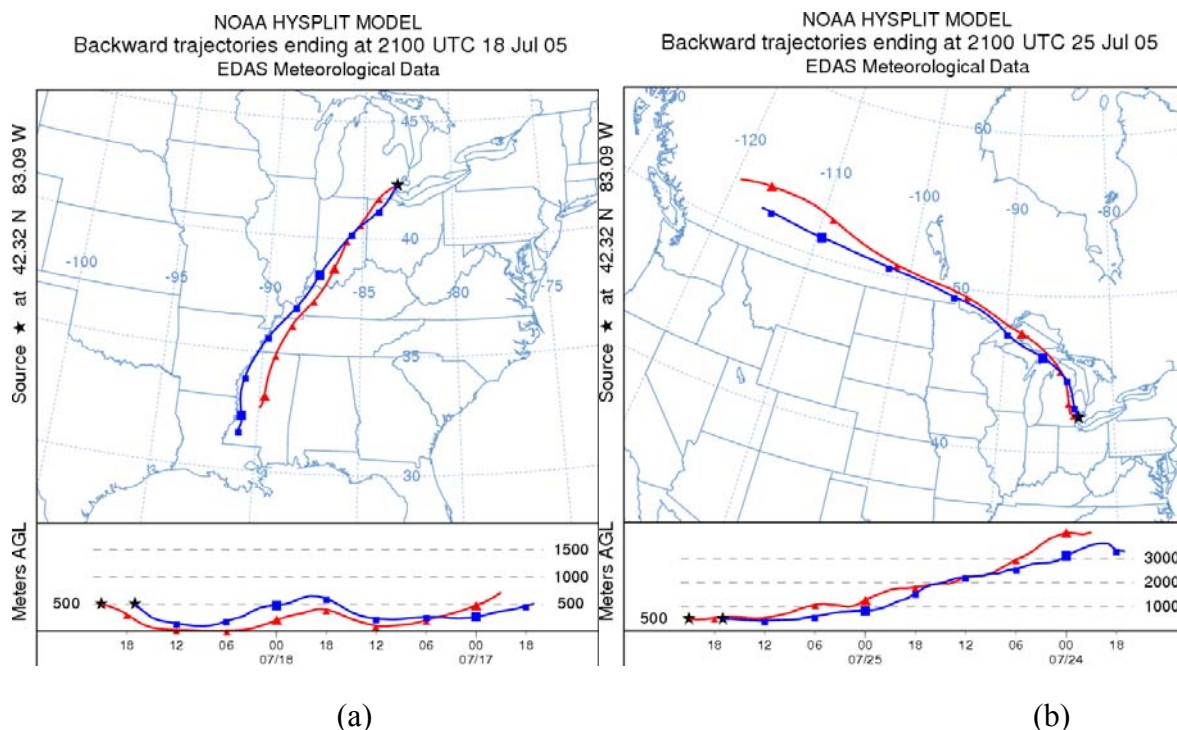 NOAA HYSPLIT MODEL
Backward trajectories ending at 2100 UTC 18 Jul 05
EDAS Meteorological Data
Source ★ at 42.32 N 83.09 W
45
40
-100
-95
-90
-85
-80
-75
35
30
Meters AGL
1500
1000
500
500
18 12 06 00 18 12 06 00 18
07/18 07/17
(a)
NOAA HYSPLIT MODEL
Backward trajectories ending at 2100 UTC 25 Jul 05
EDAS Meteorological Data
Source ★ at 42.32 N 83.09 W
-120
60
-110
-100
-90
-80
50
40
Meters AGL
3000
2000
1000
500
18 12 06 00 18 12 06 00 18
07/25 07/24
(b)